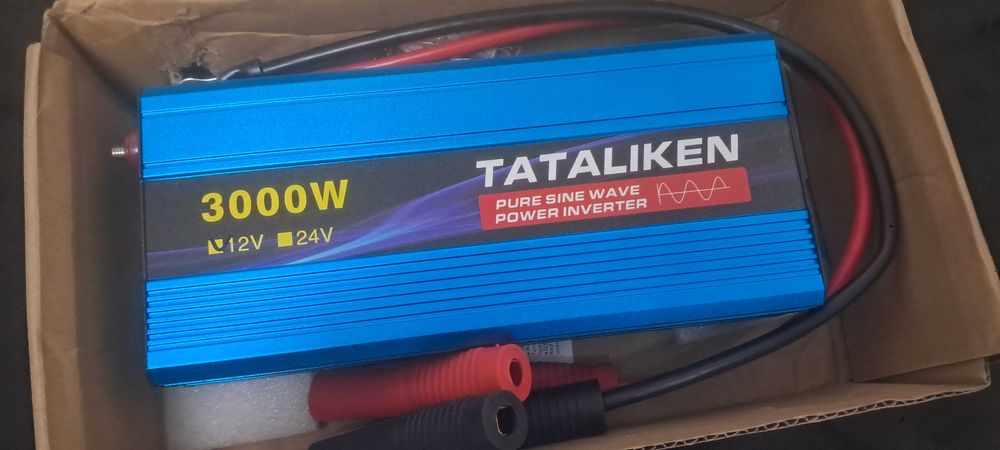 TATALIKEN
PURE SINE WAVE
POWER INVERTER
3000W
12V 24V